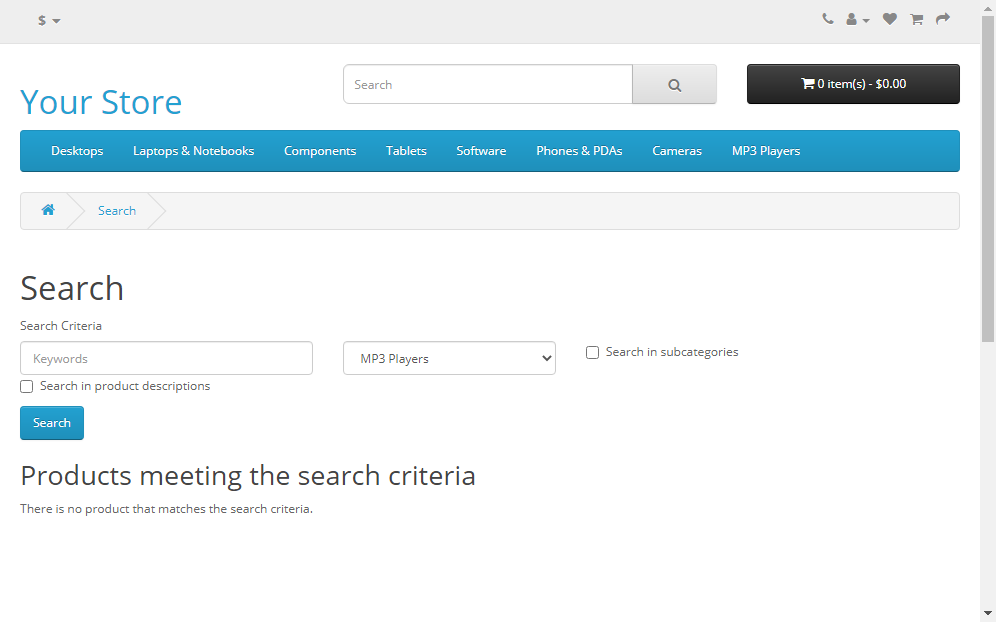 $
Search
0 item(s) - $0.00
Your Store
Desktops
Laptops & Notebooks
Components
Tablets
Software
Phones & PDAs
Cameras
MP3 Players
Search
Search
Search Criteria
Keywords
MP3 Players
Search in subcategories
Search in product descriptions
Search
Products meeting the search criteria
There is no product that matches the search criteria.